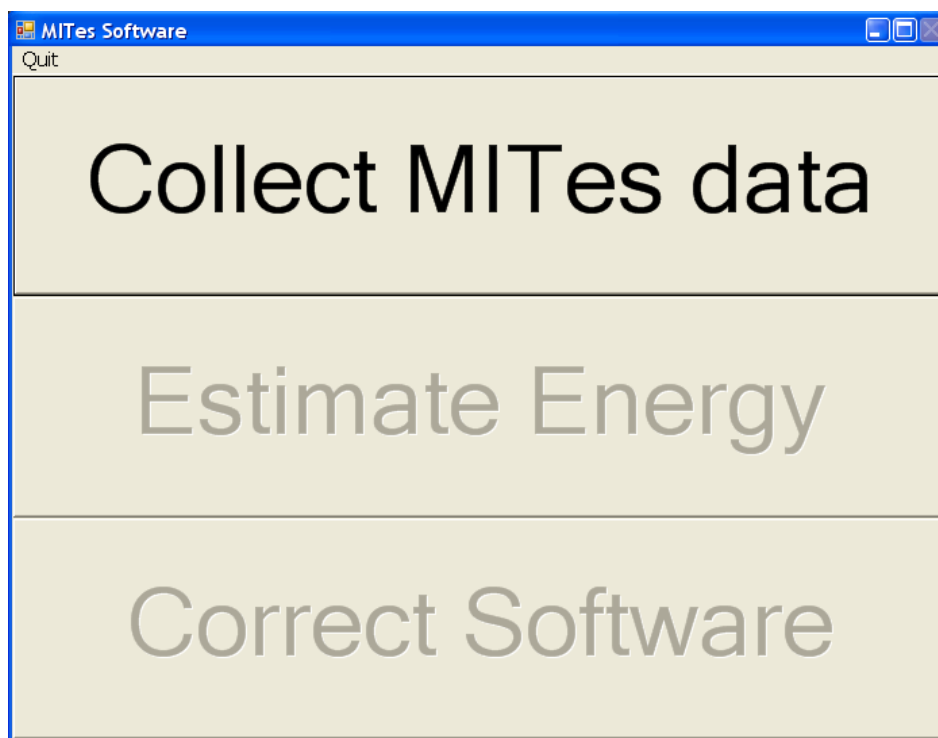 MITes Software
Quit
Collect MITes data
Estimate Energy
Correct Software